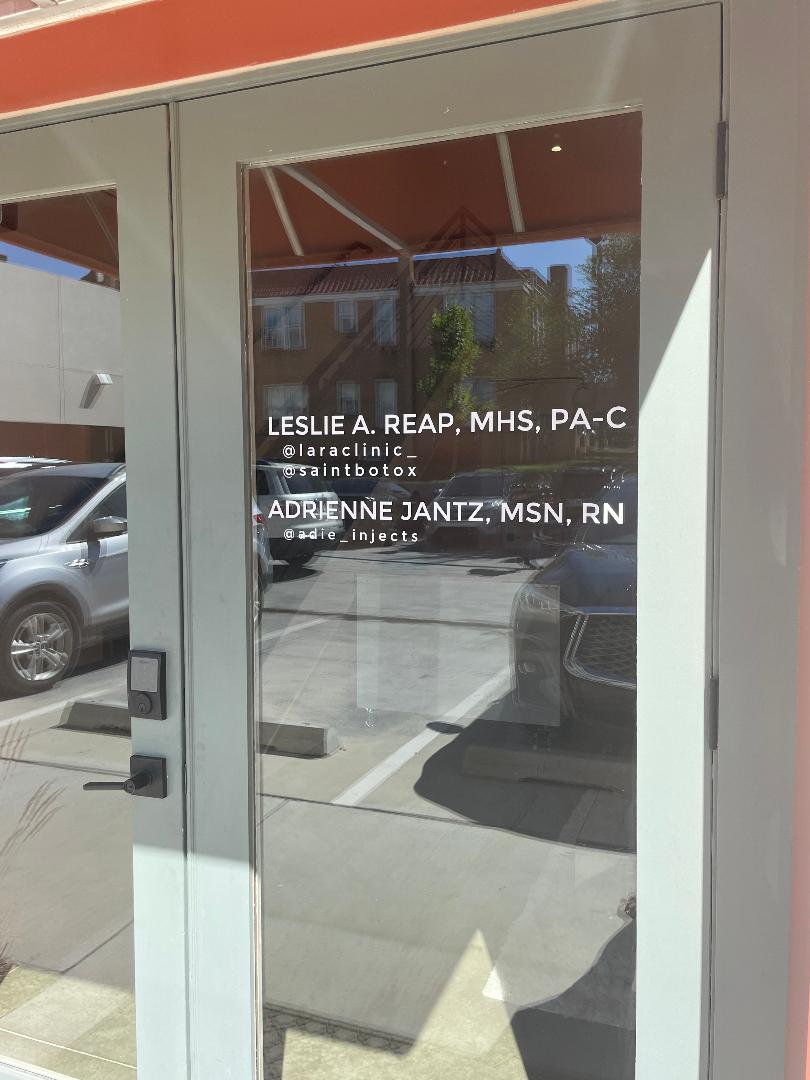 LESLIE A. REAP, MHS, PA-C
@laraclinic_
@saintbotox
ADRIENNE JANTZ, MSN, RN
@adie_injects